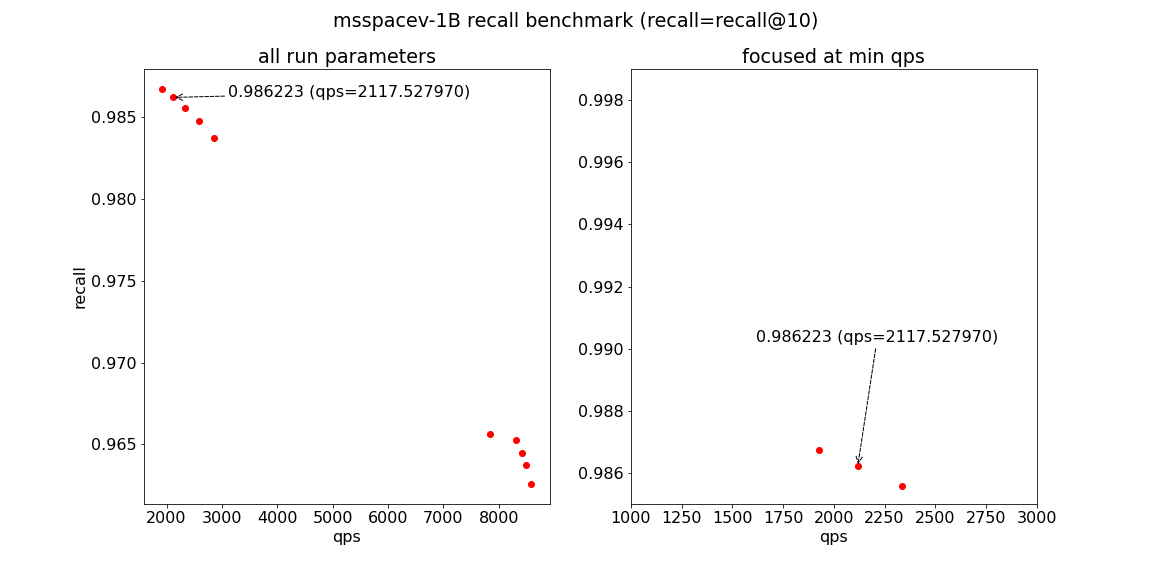 msspacev-1B recall benchmark (recall=recall@10)
all run parameters
0.986223 (qps=2117.527970)
0.985
0.980
0.975
0.970
0.965
recall
2000 3000 4000 5000 6000 7000 8000
qps
focused at min qps
0.998
0.996
0.994
0.992
0.990
0.988
0.986
0.986223 (qps=2117.527970)
1000 1250 1500 1750 2000 2250 2500 2750 3000
qps